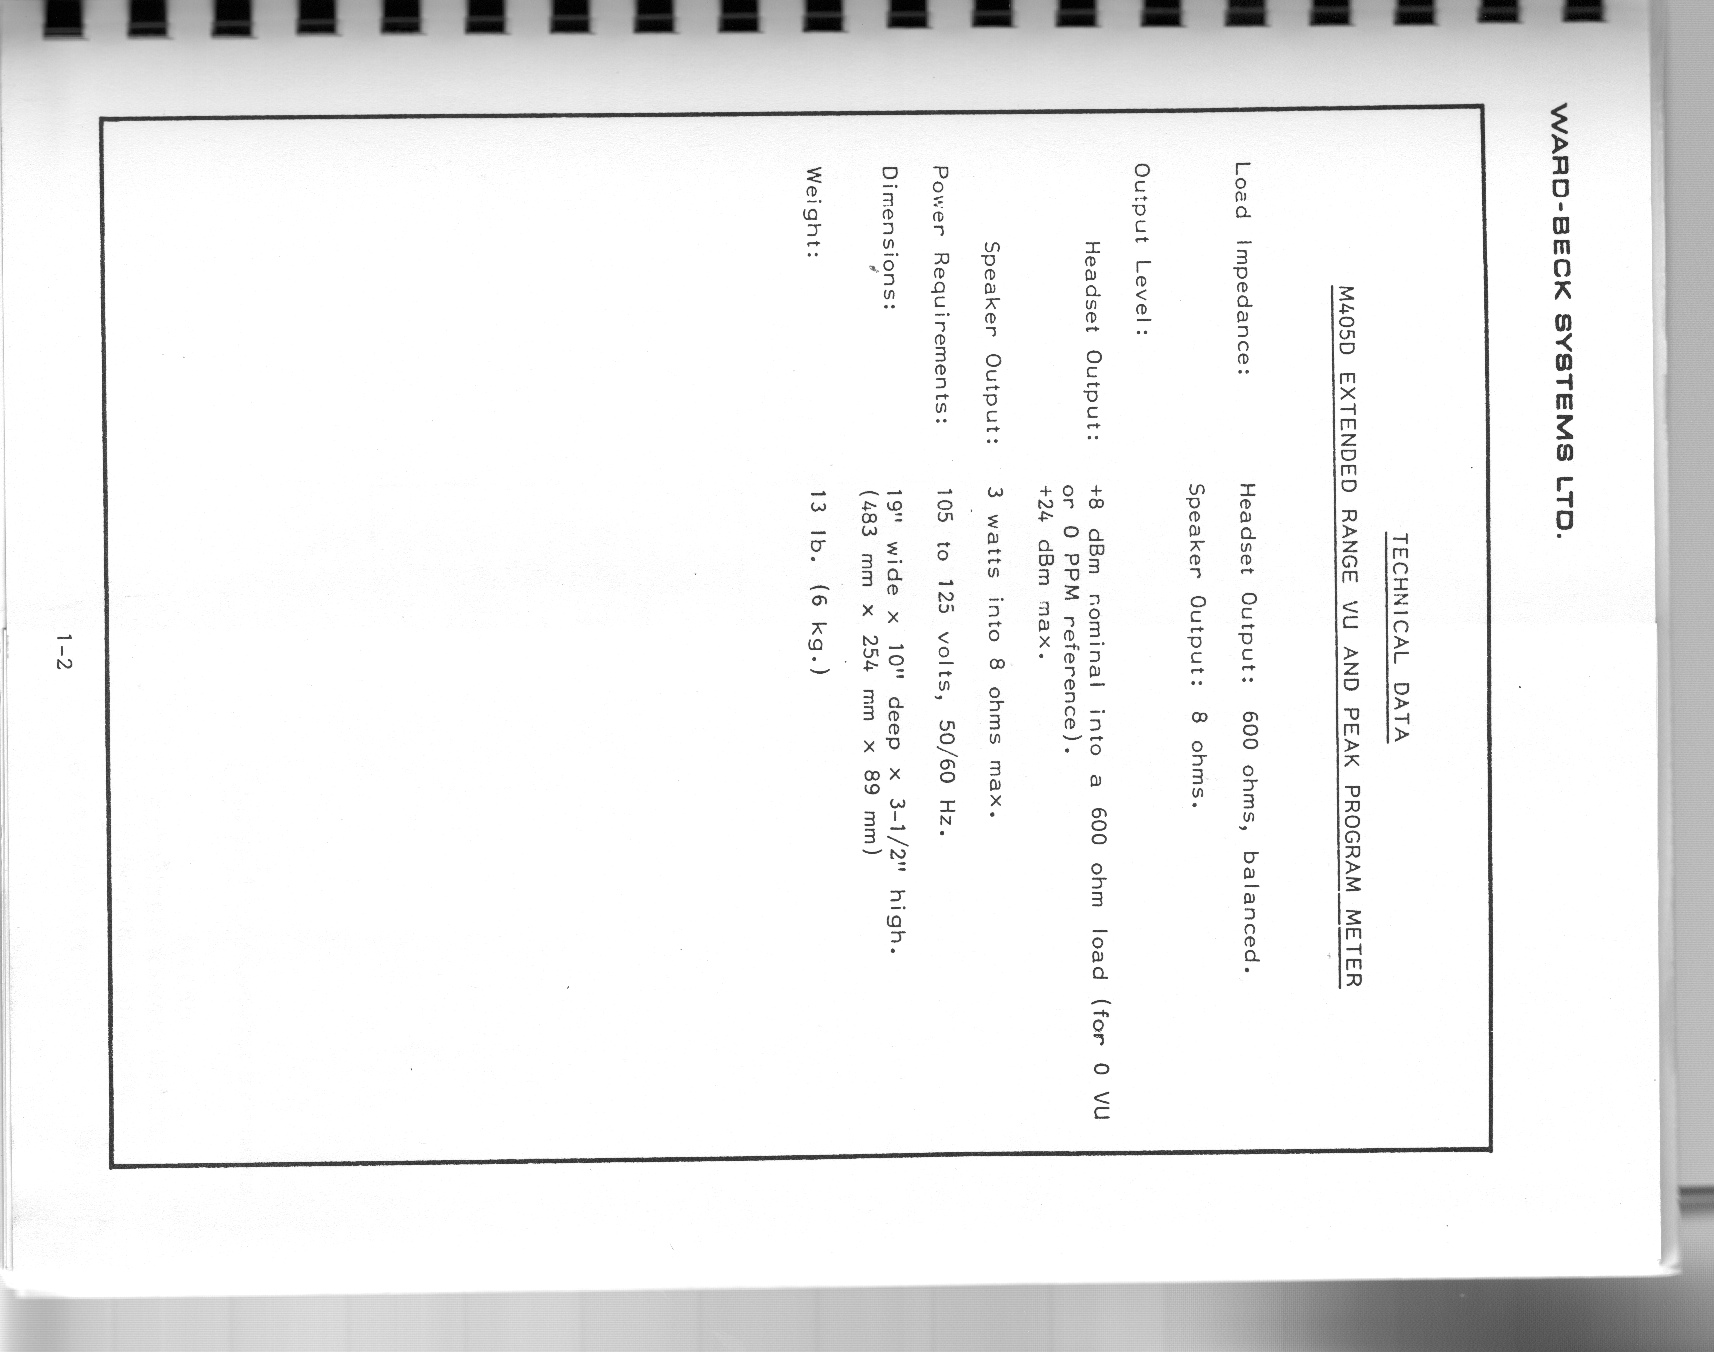 WARD-BECK SYSTEMS LTD.
TECHNICAL DATA
M405D EXTENDED RANGE VU AND PEAK PROGRAM METER
Load Impedance: Headset Output: 600 ohms, balanced.
Speaker Output: 8 ohms.
Output Level:
Headset Output: +8 dBm nominal into a 600 ohm load (for 0 VU
or 0 PPM reference).
+24 dBm max.
Speaker Output: 3 watts into 8 ohms max.
Power Requirements: 105 to 125 volts, 50/60 Hz.
Dimensions: 19" wide x 10" deep x 3-1/2" high.
(483 mm x 254 mm x 89 mm)
Weight: 13 lb. (6 kg.)
1-2